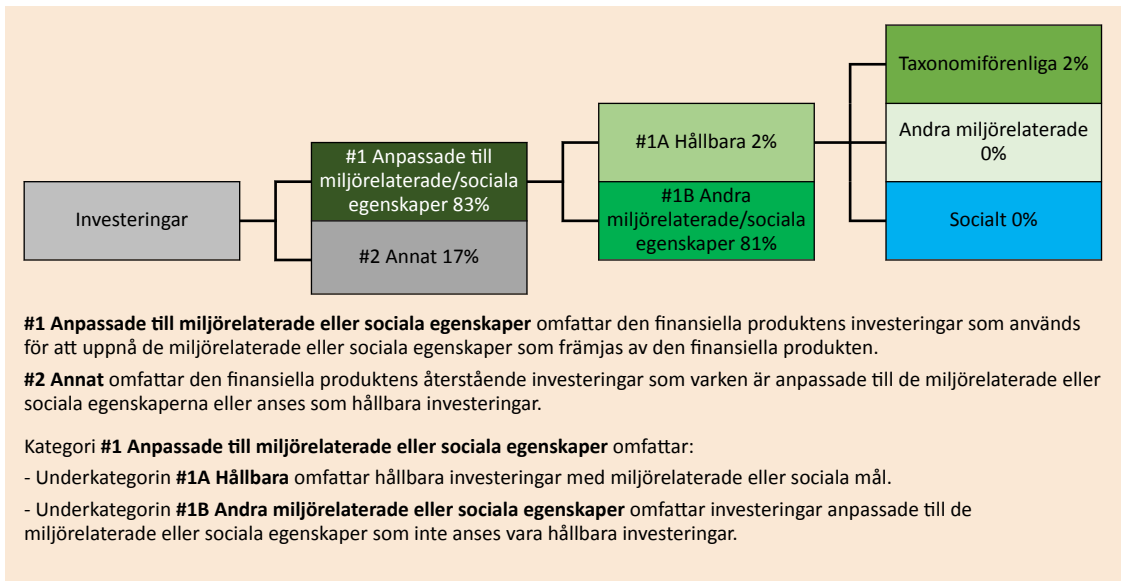 Investeringar
#1 Anpassade till
miljörelaterade/sociala
egenskaper 83%
#2 Annat 17%
#1A Hållbara 2%
#1B Andra
miljörelaterade/sociala
egenskaper 81%
Taxonomiförenliga 2%
Andra miljörelaterade
0%
Socialt 0%
#1 Anpassade till miljörelaterade eller sociala egenskaper omfattar den finansiella produktens investeringar som används
för att uppnå de miljörelaterade eller sociala egenskaper som främjas av den finansiella produkten.
#2 Annat omfattar den finansiella produktens återstående investeringar som varken är anpassade till de miljörelaterade eller
sociala egenskaperna eller anses som hållbara investeringar.
Kategori #1 Anpassade till miljörelaterade eller sociala egenskaper omfattar:
- Underkategorin #1A Hållbara omfattar hållbara investeringar med miljörelaterade eller sociala mål.
- Underkategorin #1B Andra miljörelaterade eller sociala egenskaper omfattar investeringar anpassade till de
miljörelaterade eller sociala egenskaper som inte anses vara hållbara investeringar.